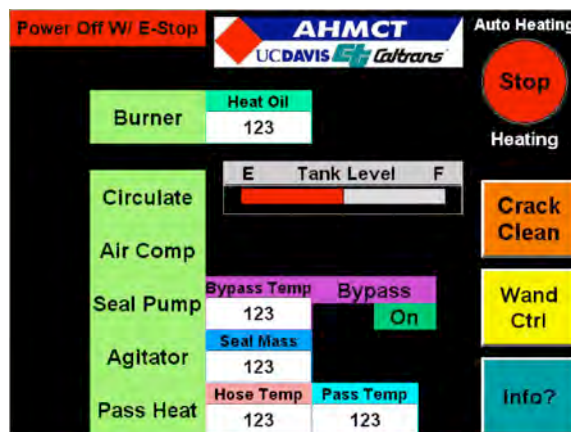 Power Off W/ E-Stop
AHMCT
UCDAVIS Ct Caltrans
Auto Heating
Stop
Heating
Burner
Heat Oil
123
E Tank Level F
Circulate
Air Comp
Seal Pump
Bypass Temp
123
Bypass
On
Agitator
Seal Mass
123
Pass Heat
Hose Temp
123
Pass Temp
123
Crack
Clean
Wand
Ctrl
Info?